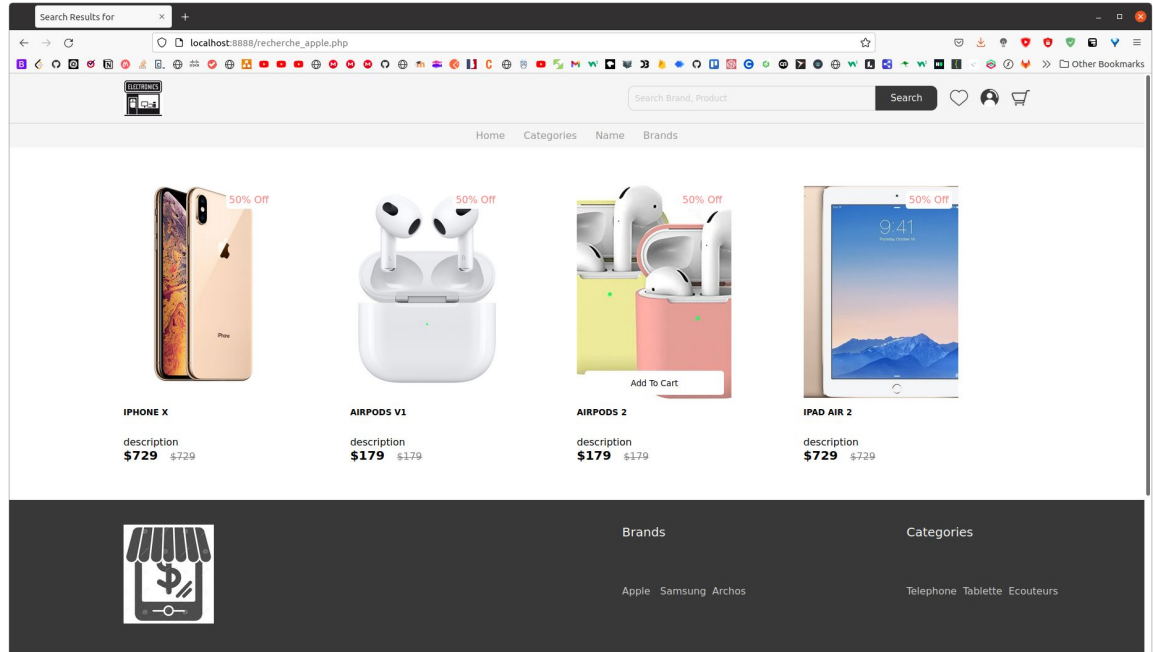 Search Results for
localhost:8888/recherche_apple.php
Other Bookmarks
ELECTRONICS
Search Brand, Product
Search
Home Categories Name Brands
50% Off
50% Off
50% Off
50% Off
9:41
Add To Cart
IPHONE X
AIRPODS V1
AIRPODS 2
IPAD AIR 2
description
description
description
description
$729 $729
$179 $179
$179 $179
$729 $729
Brands
Categories
Apple Samsung Archos
Telephone Tablette Ecouteurs